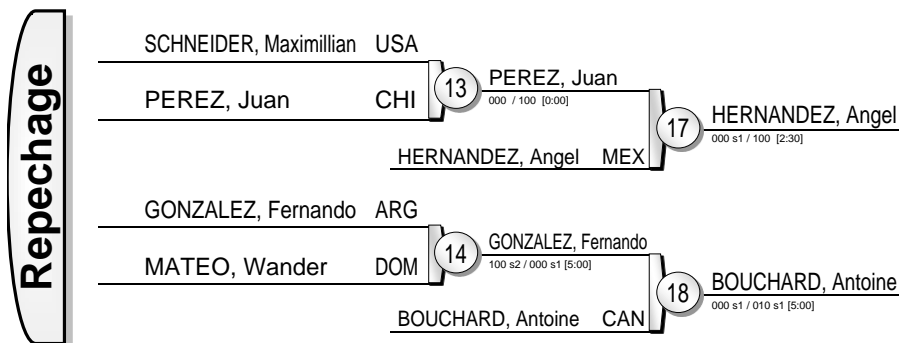 Repechage
SCHNEIDER, Maximillian USA
PEREZ, Juan CHI
13
PEREZ, Juan
000 / 100 [0:00]
HERNANDEZ, Angel MEX
17
HERNANDEZ, Angel
000 s1 / 100 [2:30]
GONZALEZ, Fernando ARG
MATEO, Wander DOM
14
GONZALEZ, Fernando
100 s2 / 000 s1 [5:00]
BOUCHARD, Antoine CAN
18
BOUCHARD, Antoine
000 s1 / 010 s1 [5:00]